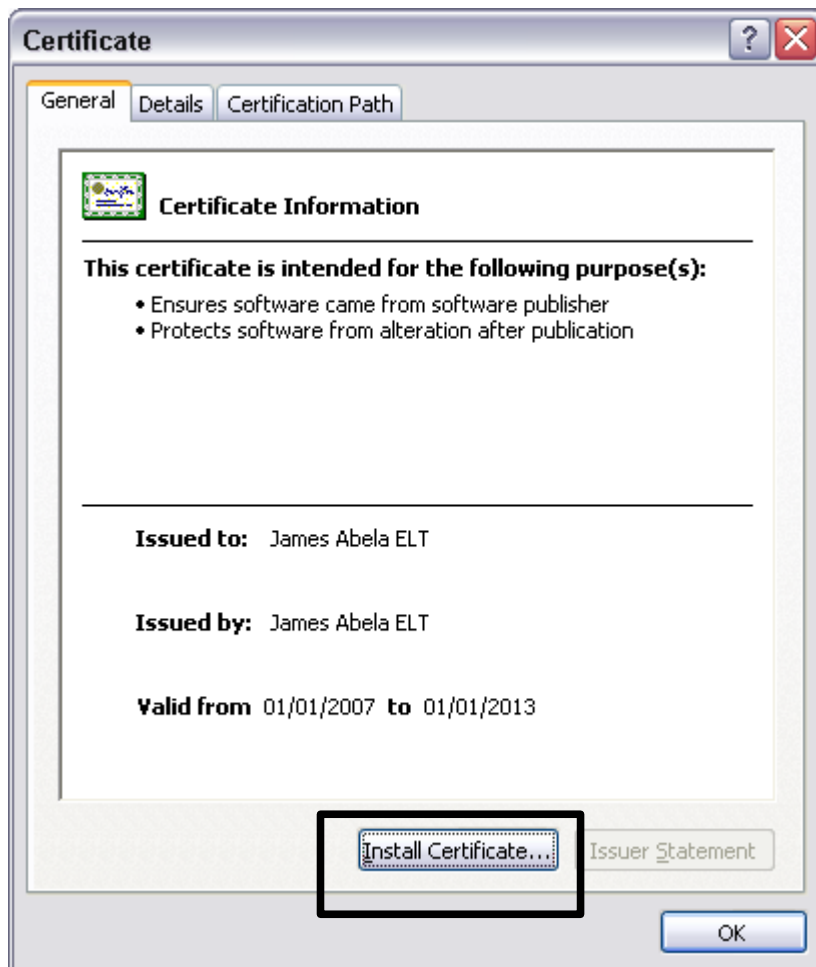 Certificate
General Details Certification Path
Certificate Information
This certificate is intended for the following purpose(s):
• Ensures software came from software publisher
• Protects software from alteration after publication
Issued to: James Abela ELT
Issued by: James Abela ELT
Valid from 01/01/2007 to 01/01/2013
Install Certificate... Issuer Statement
OK